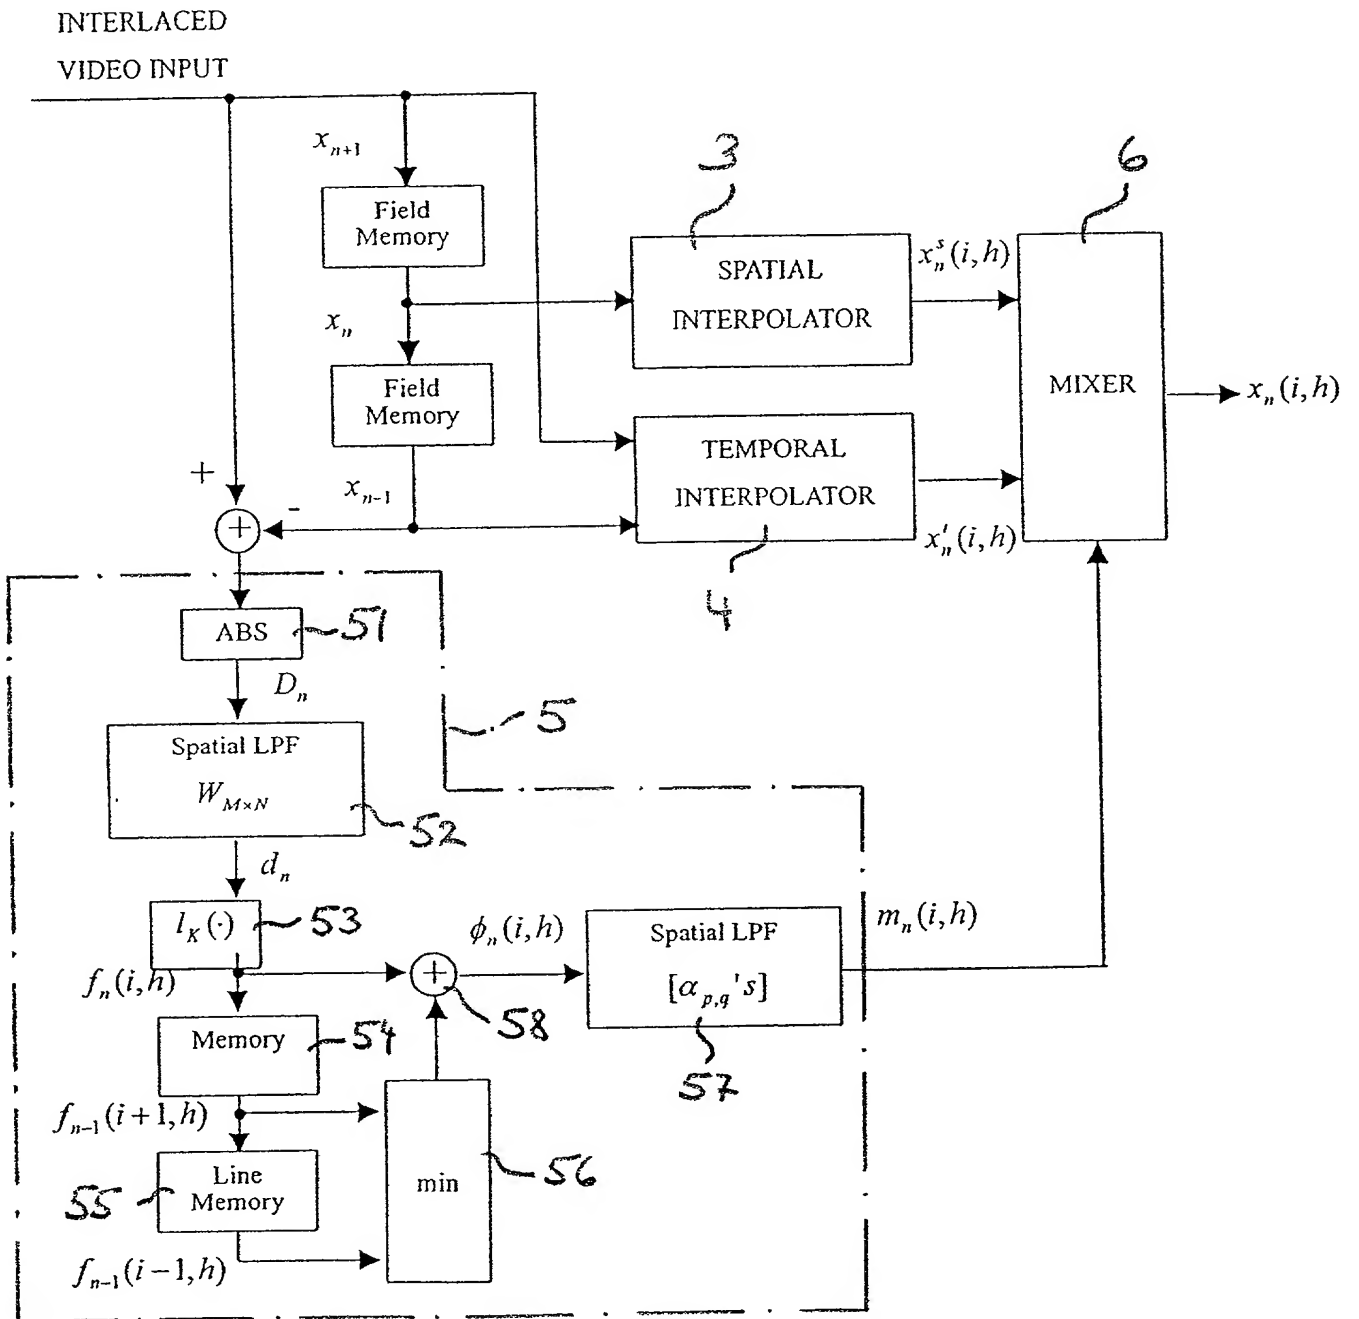 INTERLACED
VIDEO INPUT
x_{n+1}
3
6
Field
Memory
SPATIAL
INTERPOLATOR
x_n^s(i,h)
x_n
MIXER
x_n(i,h)
Field
Memory
TEMPORAL
INTERPOLATOR
+
x_{n-1}
-
+
x_n^t(i,h)
4
ABS
51
D_n
5
Spatial LPF
W_{M×N}
52
d_n
l_K(·)
53
f_n(i,h)
+
58
ϕ_n(i,h)
Spatial LPF
[α_{p,q}'s]
57
m_n(i,h)
Memory
54
f_{n-1}(i+1,h)
Line
Memory
55
min
56
f_{n-1}(i-1,h)